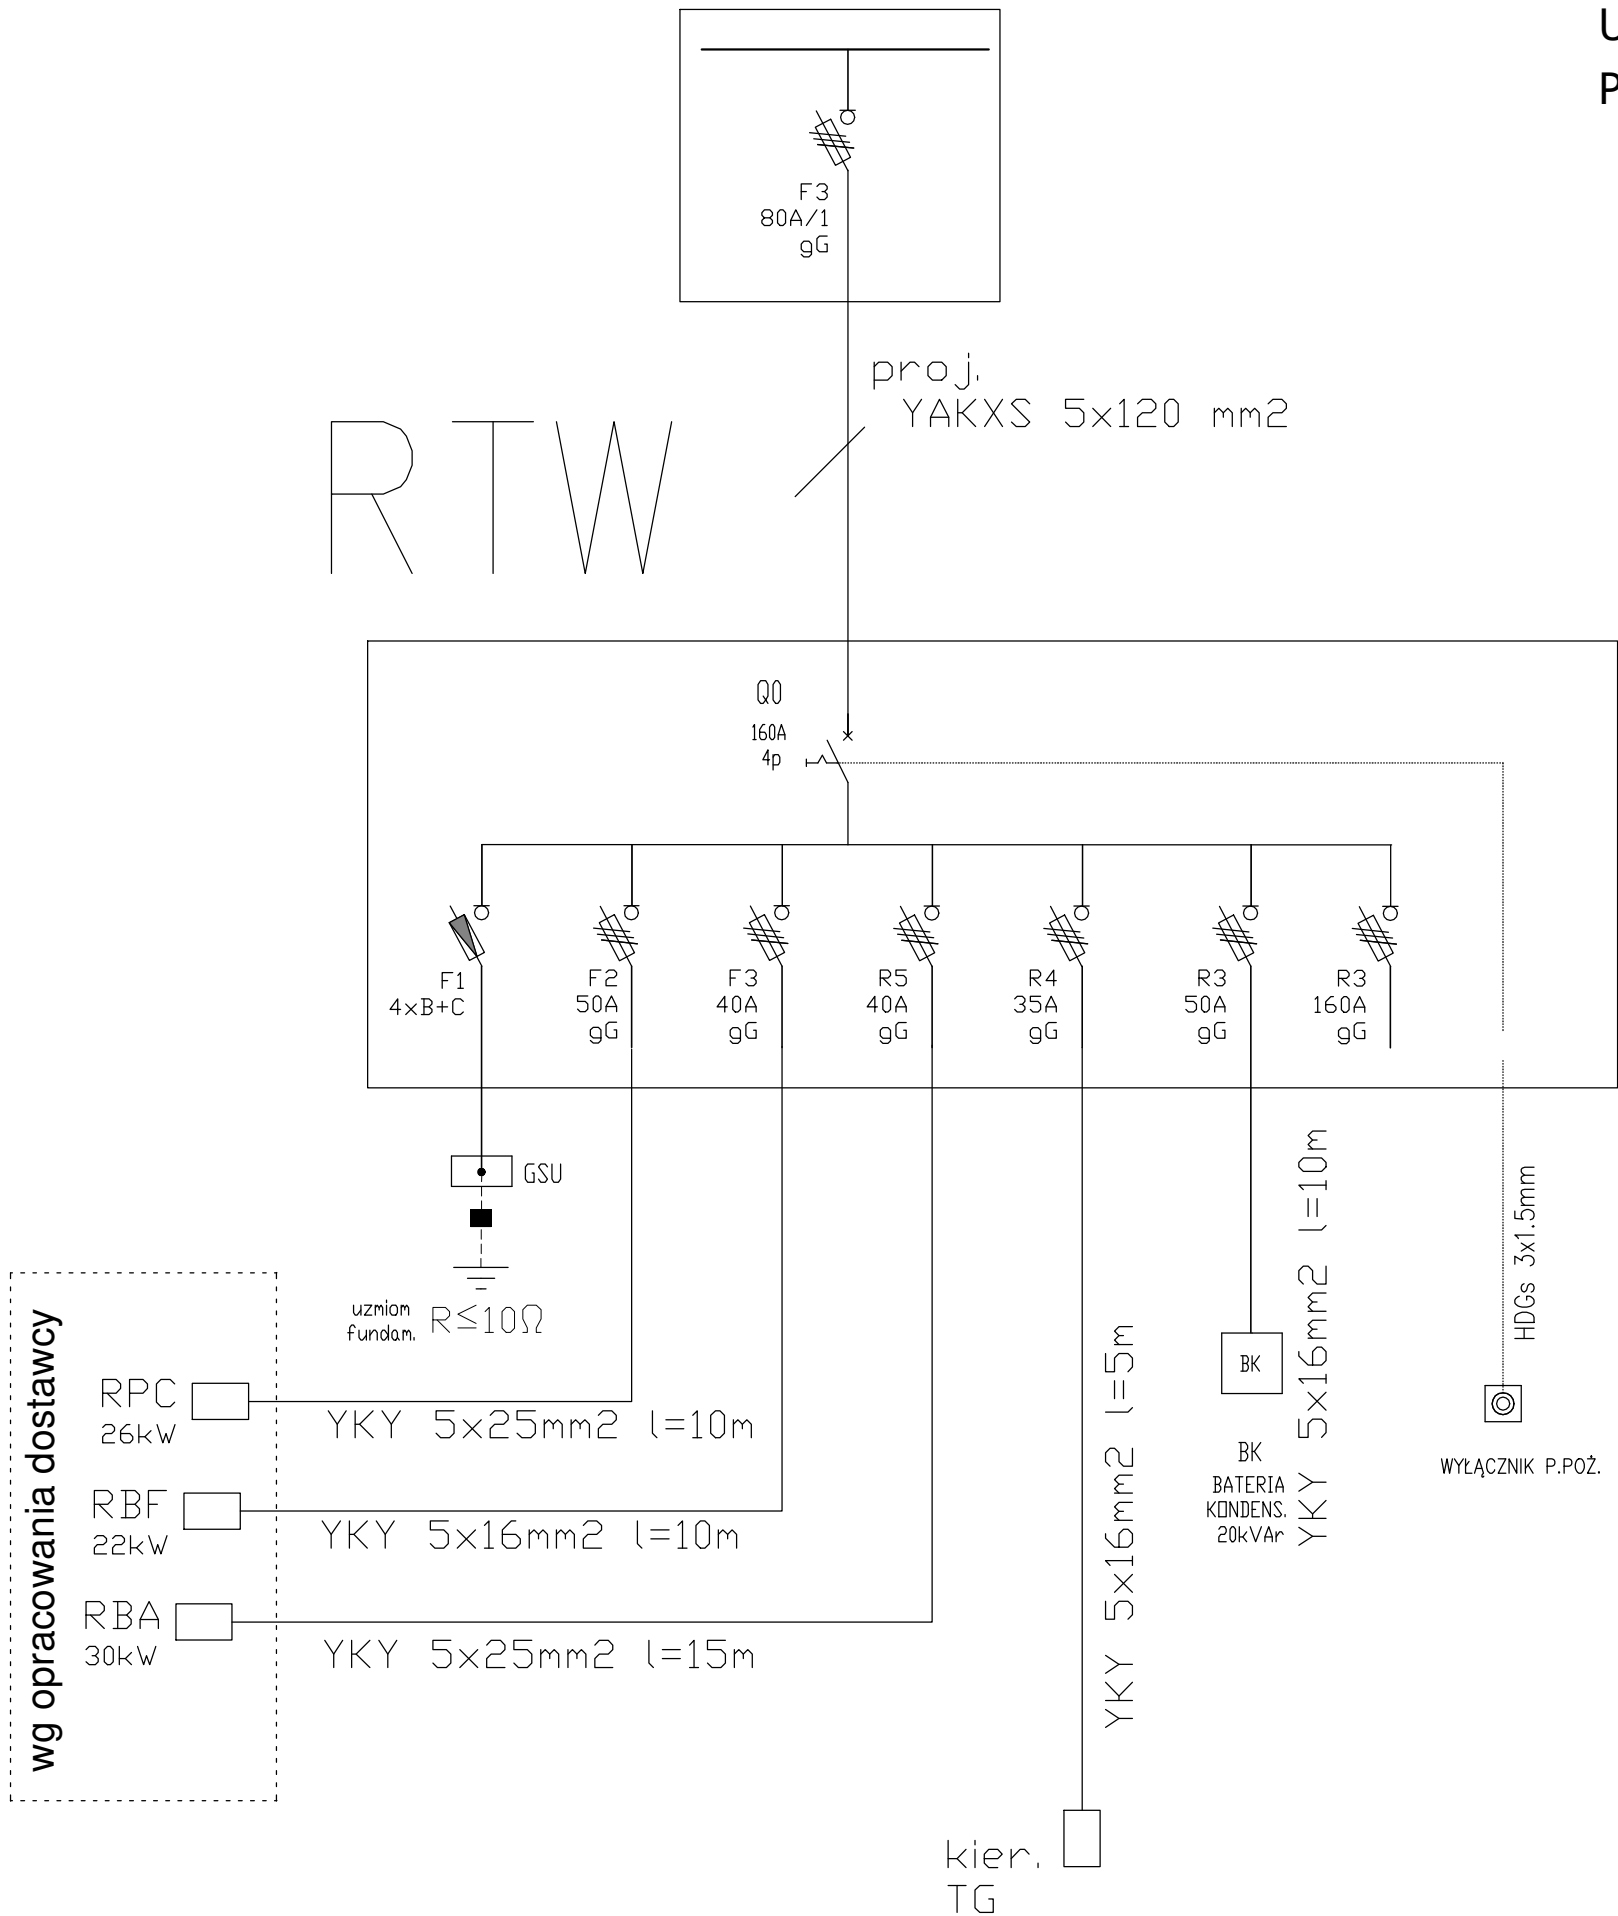 U
P
F3
80A/1
gG
proj.
YAKXS 5x120 mm2
RTW
Q0
160A
4p
F1
4xB+C
F2
50A
gG
F3
40A
gG
R5
40A
gG
R4
35A
gG
R3
50A
gG
R3
160A
gG
GSU
uzmiom
fundam.
R≤10Ω
wg opracowania dostawcy
RPC
26kW
YKY 5x25mm2 l=10m
RBF
22kW
YKY 5x16mm2 l=10m
RBA
30kW
YKY 5x25mm2 l=15m
YKY 5x16mm2 l=5m
kier.
TG
BK
BK
BATERIA
KONDENS.
20kVAr
YKY 5x16mm2 l=10m
HDGs 3x1.5mm
WYŁĄCZNIK P.POŻ.